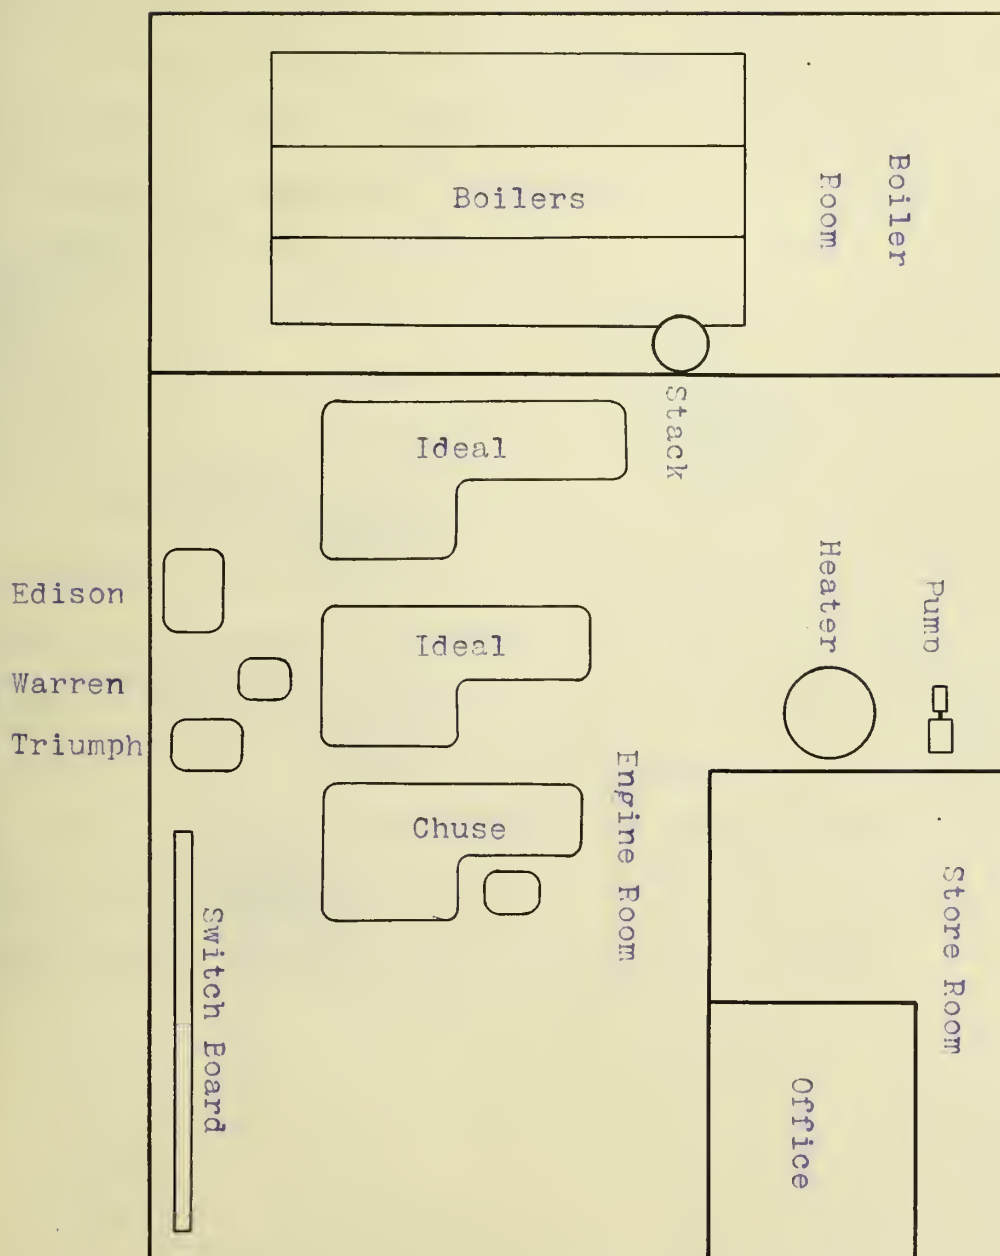 Boilers
Boiler
Room
Stack
Ideal
Heater
Pump
Edison
Ideal
Warren
Triumph
Engine Room
Chuse
Store Room
Switch Board
Office